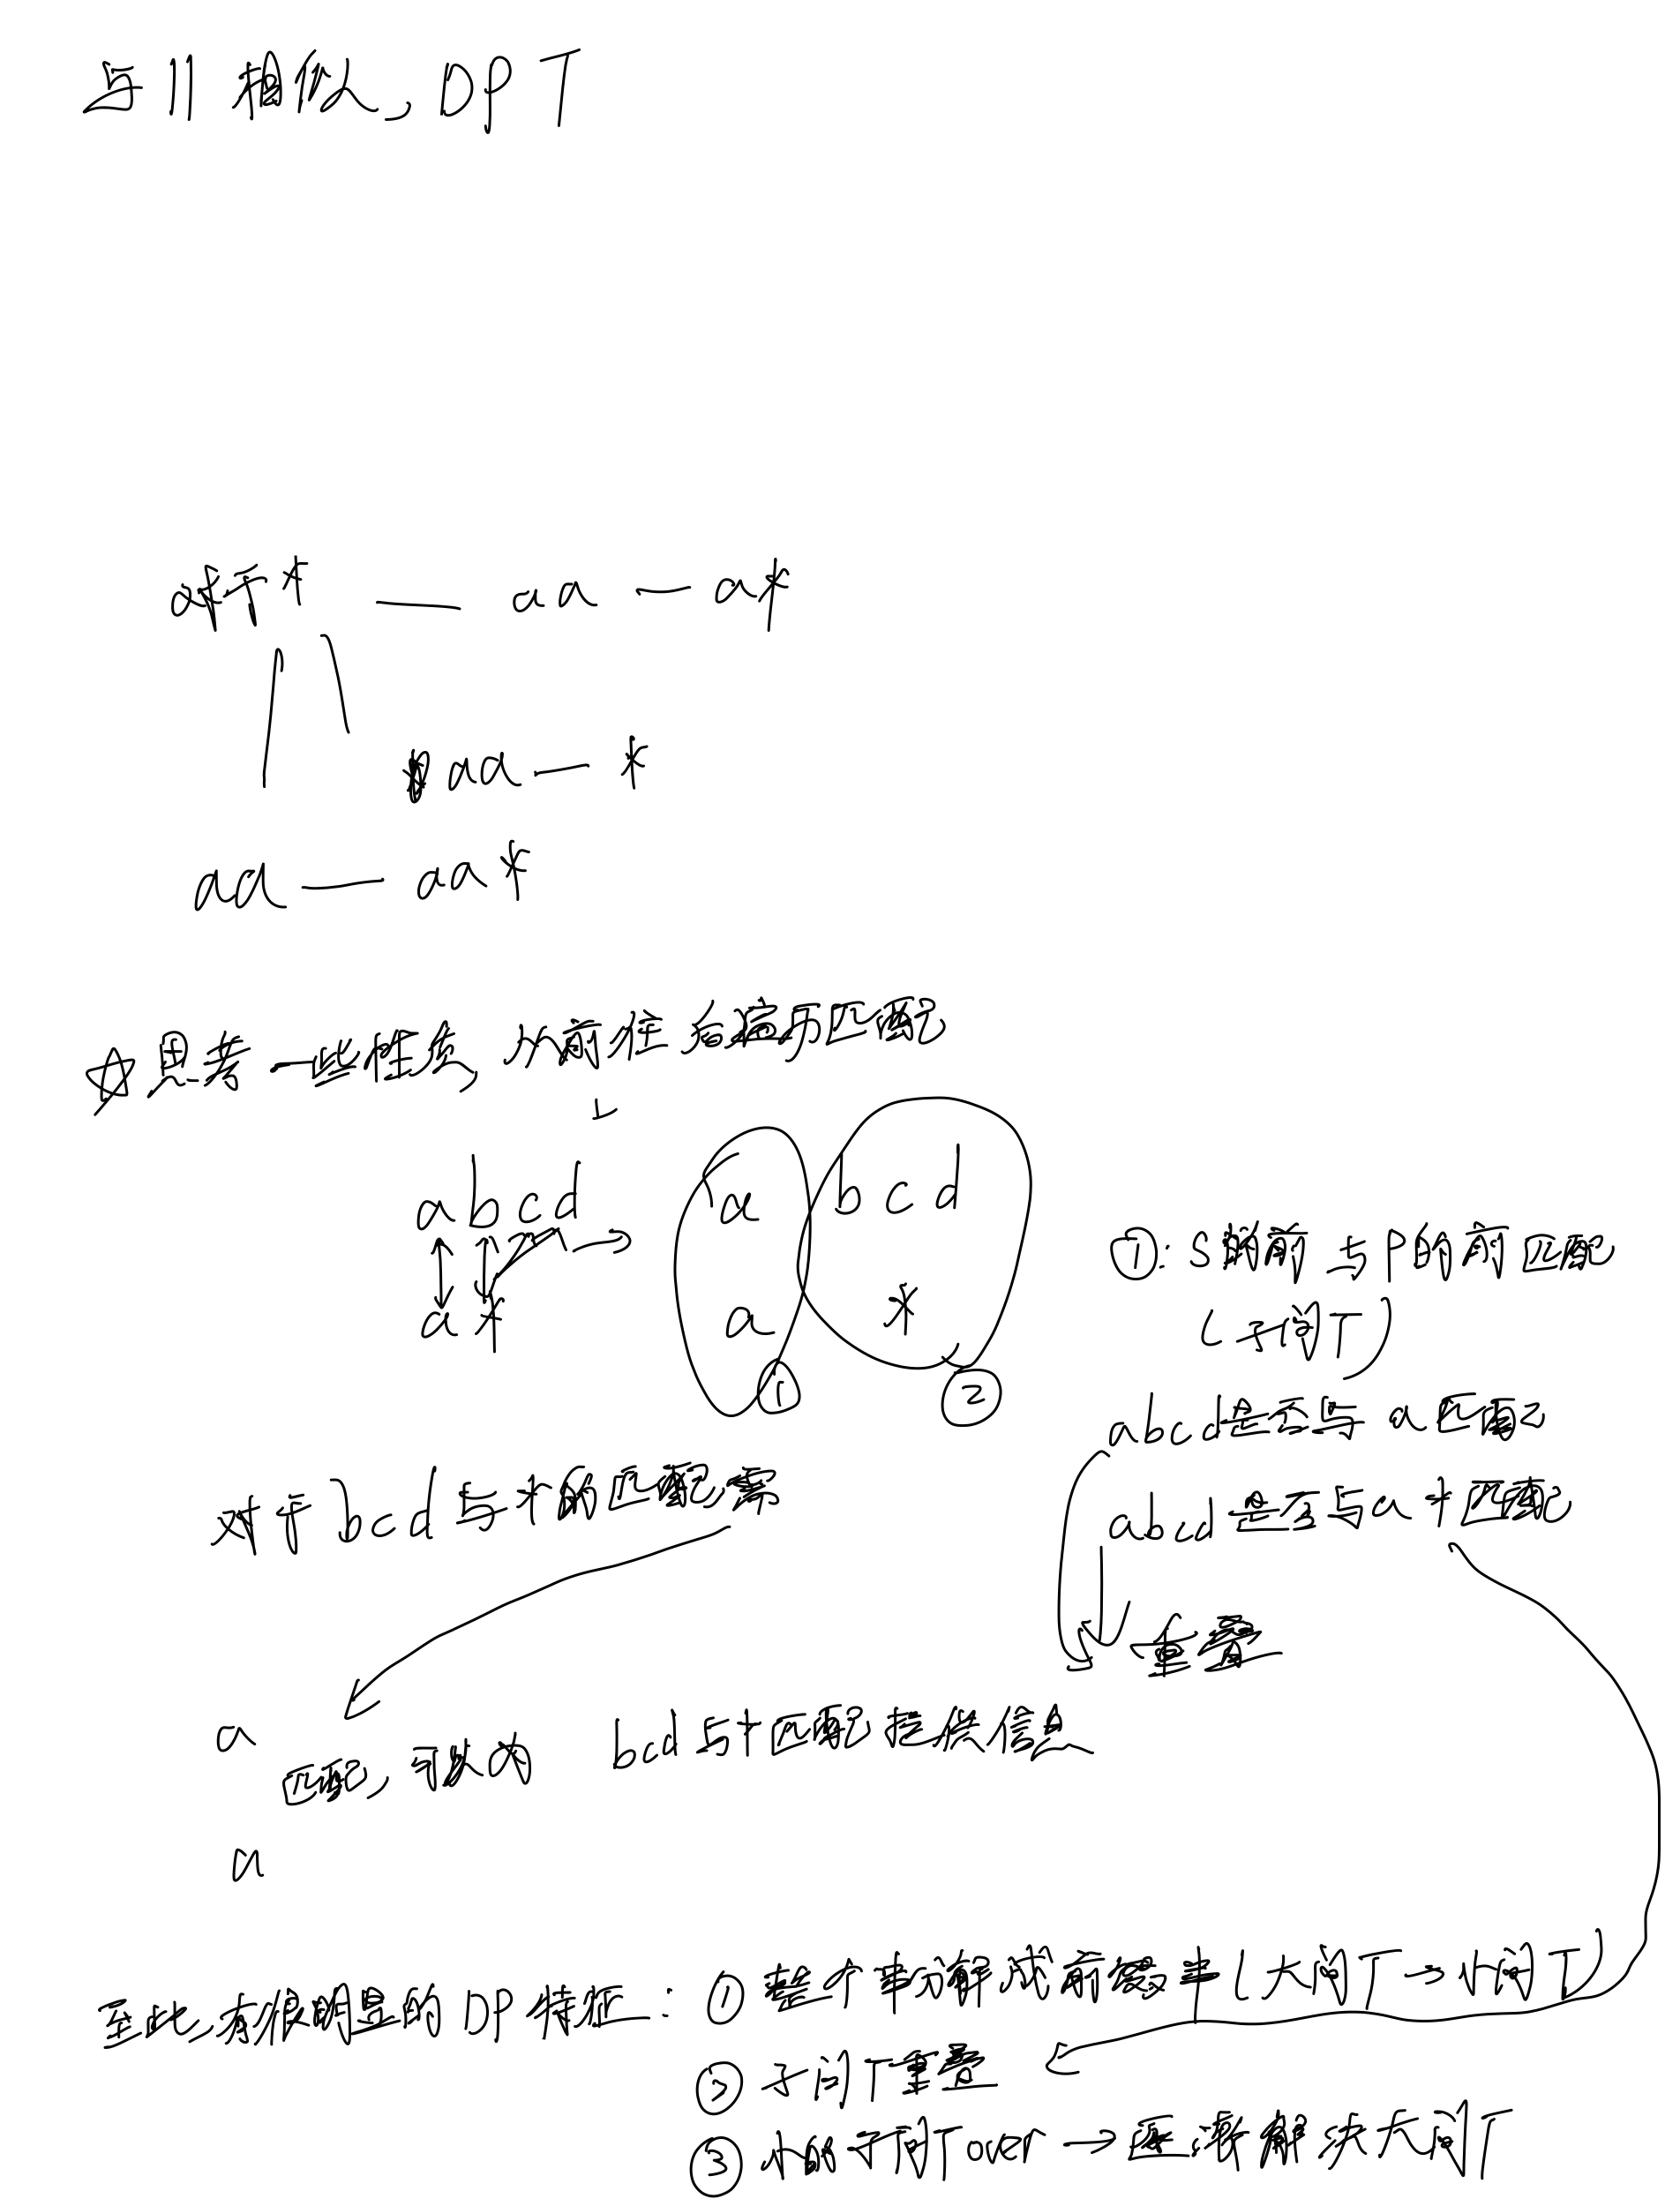 与11相似, DPT
对于* — aa — a*
aa — *
aa — aa*
思考一些性质, 从前往后遍历匹配
abcd
a*
a bcd
a *
① ②
①: S的前与P的前匹配
(子问T)
abcd是否与a匹配
abcd是否与a*匹配
重叠
对于bcd与*的匹配需
a
匹配, 可以为 bcd与*匹配提供信息
a
至此, 有很明显的DP特征: ① 整个串分解成前缀串(大问T→小问T)
② 子问T重叠
③ 小的子问Tover→逐渐解决大问T